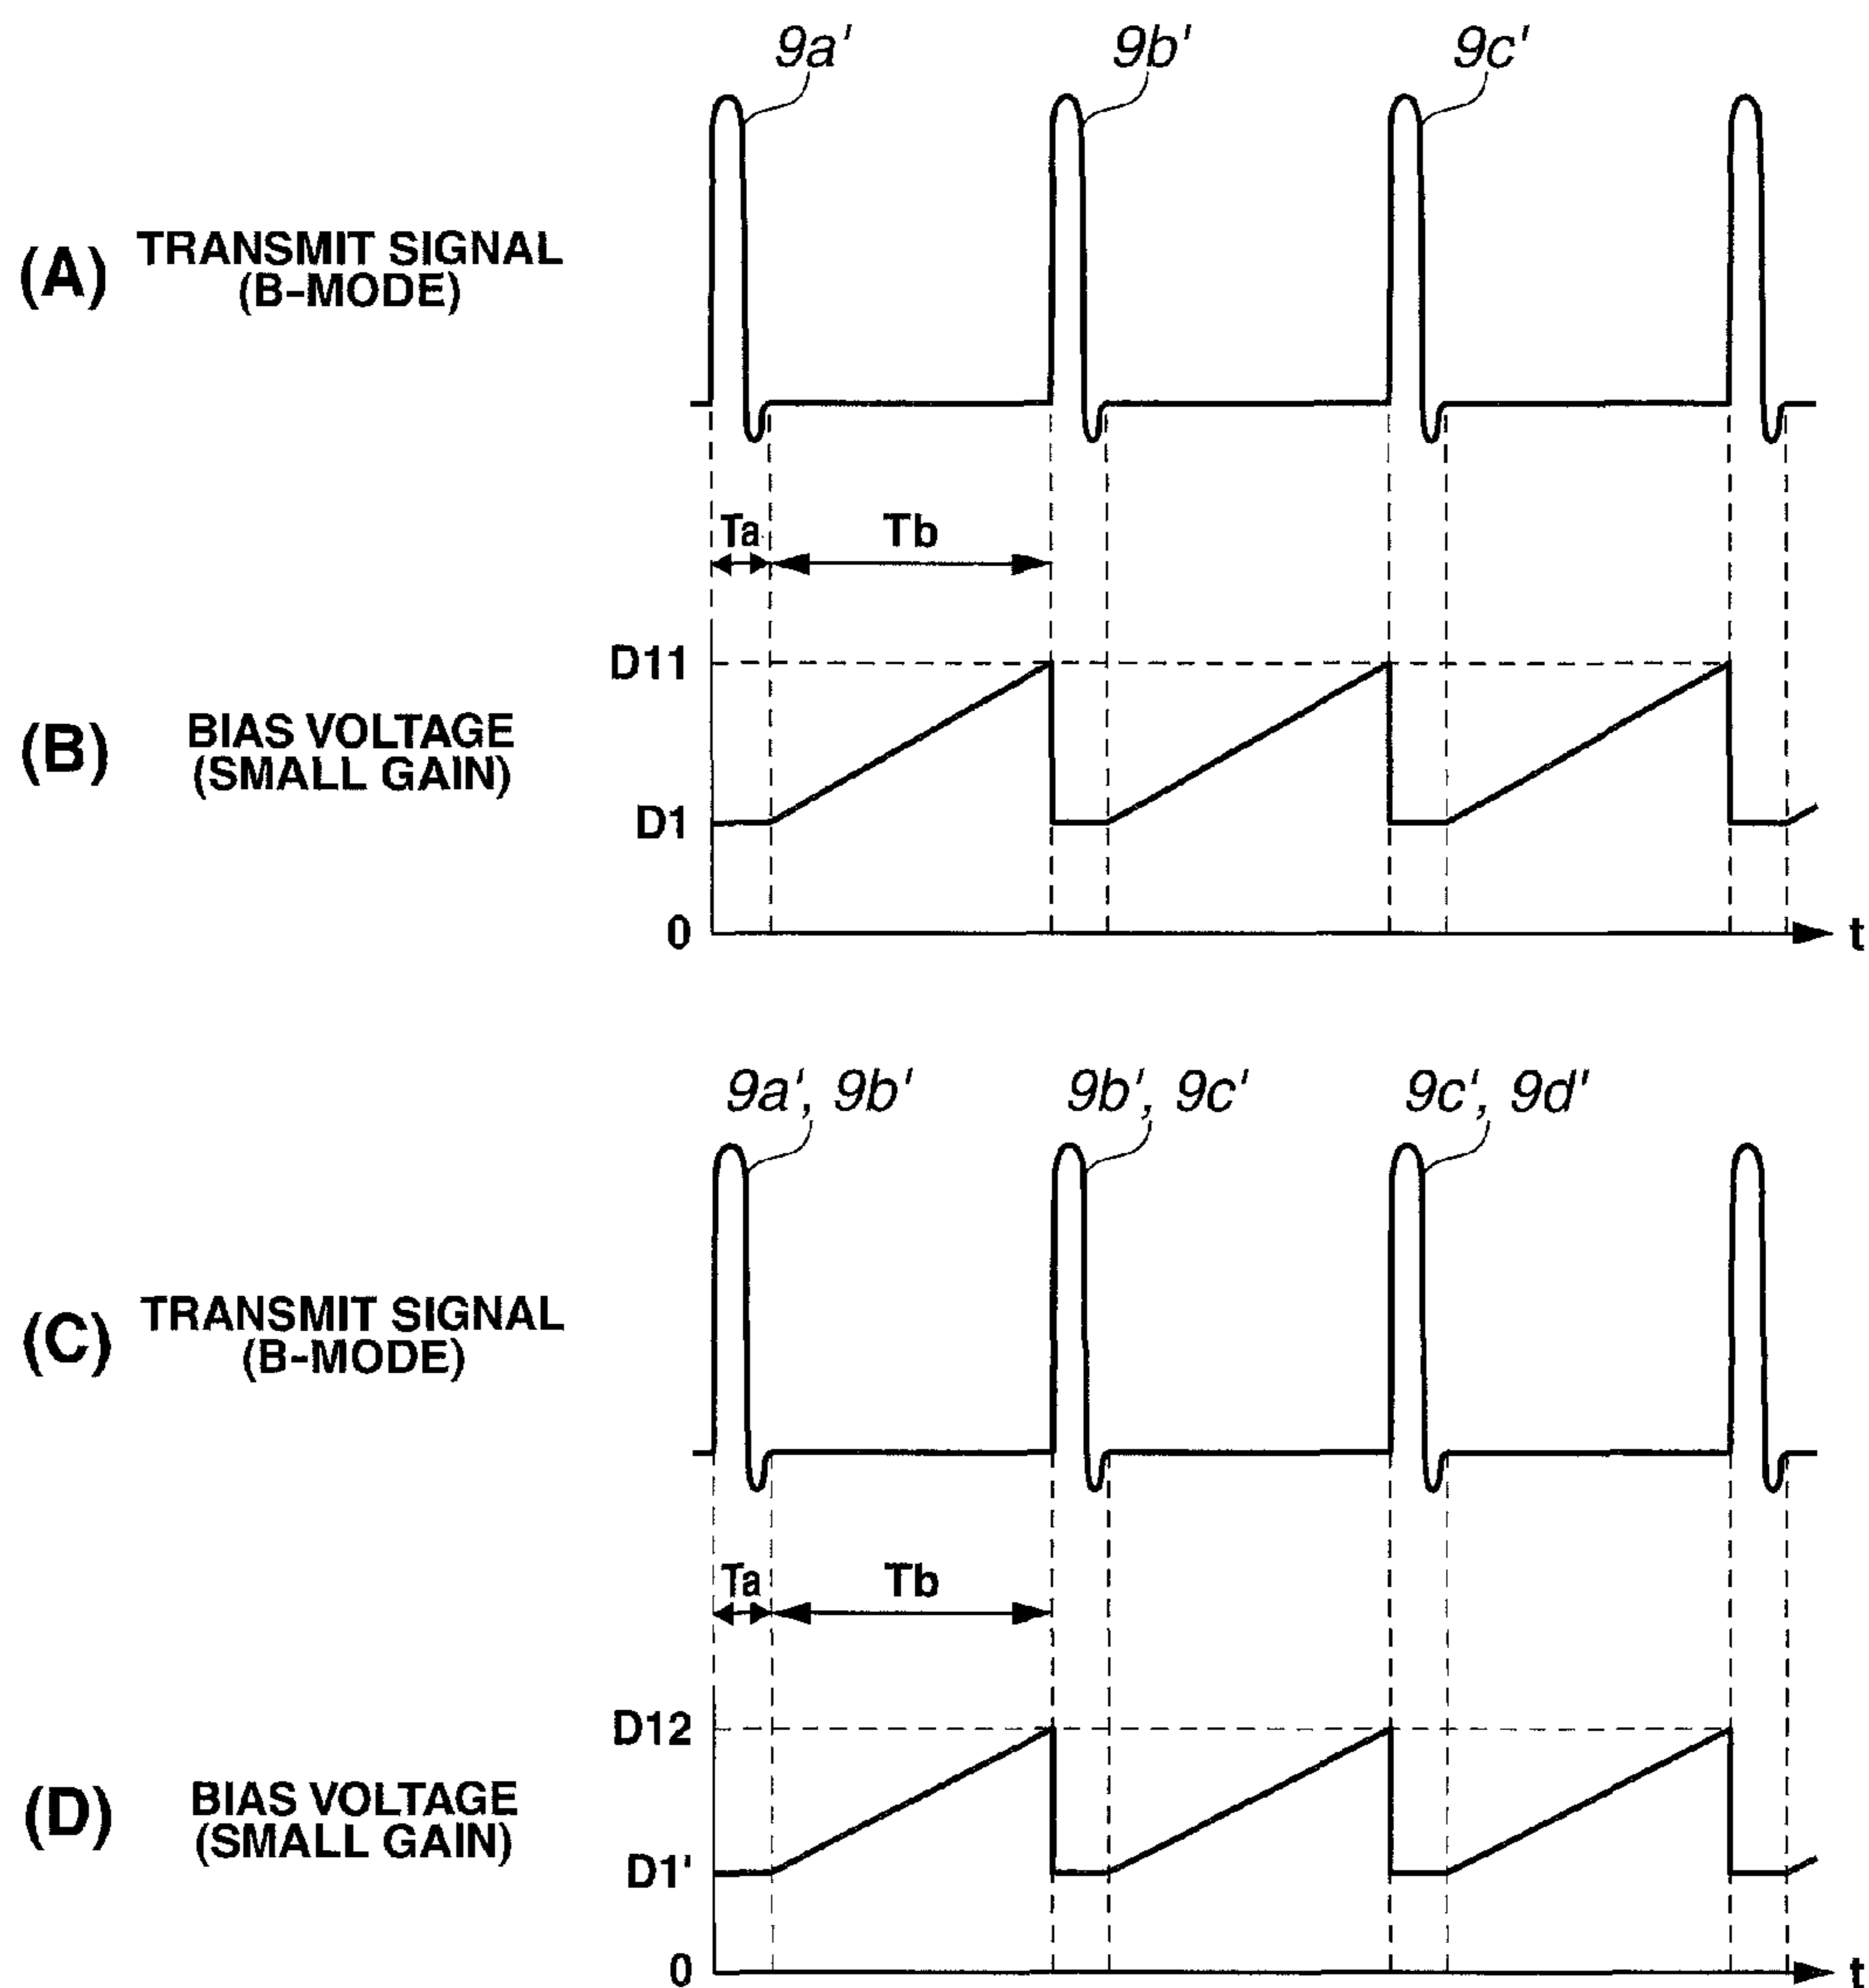 9a' 9b' 9c'
(A) TRANSMIT SIGNAL
(B-MODE)
Ta Tb
D11
(B) BIAS VOLTAGE
(SMALL GAIN)
D1
0 t
9a', 9b' 9b', 9c' 9c', 9d'
(C) TRANSMIT SIGNAL
(B-MODE)
Ta Tb
D12
(D) BIAS VOLTAGE
(SMALL GAIN)
D1'
0 t